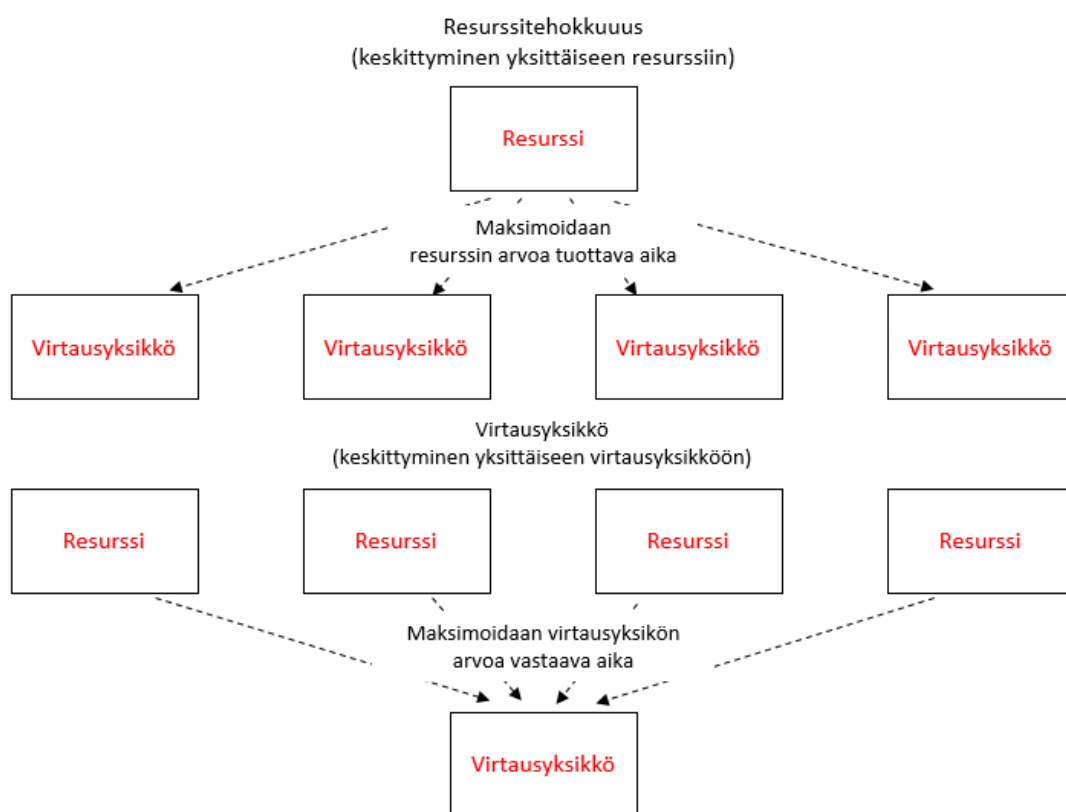 Resurssitehokkuuus
(keskittyminen yksittäiseen resurssiin)
Resurssi
Maksimoidaan
resurssin arvoa tuottava aika
Virtausyksikkö Virtausyksikkö Virtausyksikkö Virtausyksikkö
Virtausyksikkö
(keskittyminen yksittäiseen virtausyksikköön)
Resurssi Resurssi Resurssi Resurssi
Maksimoidaan virtausyksikön
arvoa vastaava aika
Virtausyksikkö